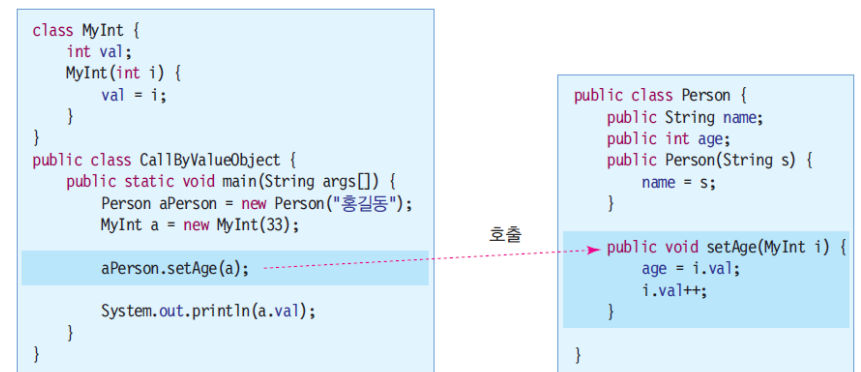 class MyInt {
    int val;
    MyInt(int i) {
        val = i;
    }
}
public class CallByValueObject {
    public static void main(String args[]) {
        Person aPerson = new Person("홍길동");
        MyInt a = new MyInt(33);
        aPerson.setAge(a);
        System.out.println(a.val);
    }
}
호출
public class Person {
    public String name;
    public int age;
    public Person(String s) {
        name = s;
    }
    public void setAge(MyInt i) {
        age = i.val;
        i.val++;
    }
}